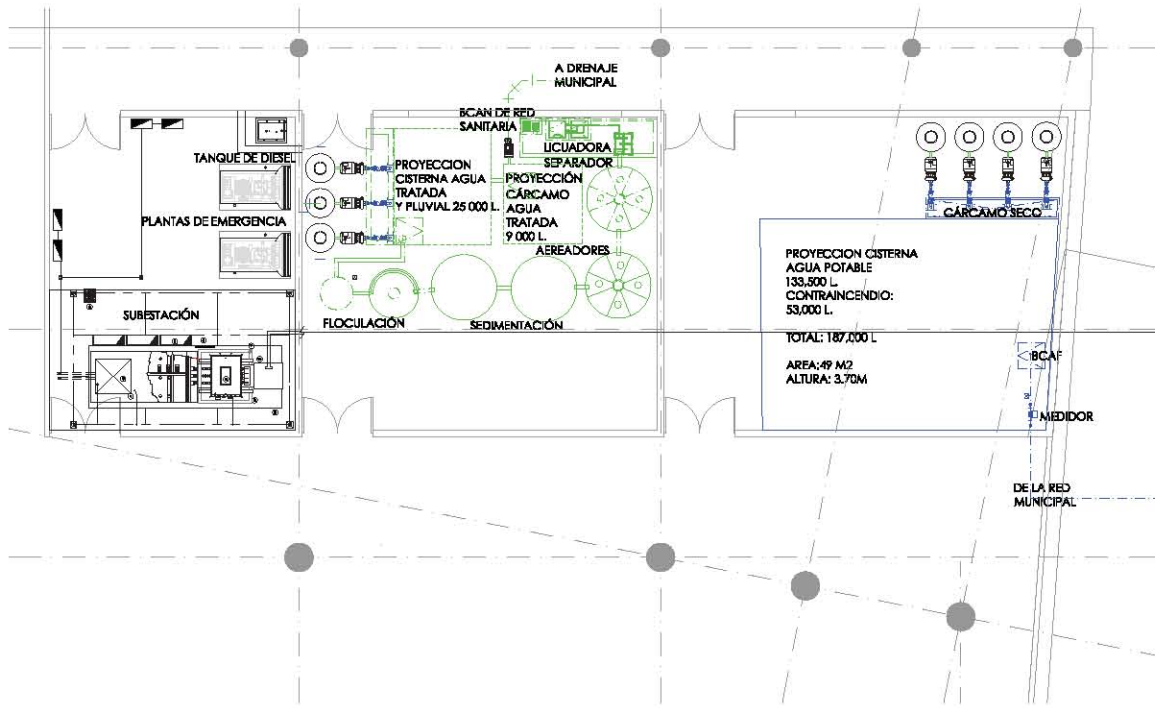 A DRENAJE
MUNICIPAL
BCAN DE RED
SANITARIA
LICUADORA
SEPARADOR
TANQUE DE DIESEL
PLANTAS DE EMERGENCIA
PROYECCION
CISTERNA AGUA
TRATADA
Y PLUVIAL 25 000 L.
PROYECCIÓN
CÁRCAMO
AGUA
TRATADA
9 000 L.
AEREADORES
FLOCULACIÓN
SEDIMENTACIÓN
SUBESTACIÓN
CÁRCAMO SECO
PROYECCION CISTERNA
AGUA POTABLE
133,500 L.
CONTRAINCENDIO:
53,000 L.
TOTAL: 187,000 L
AREA:49 M2
ALTURA: 3.70M
BCAF
MEDIDOR
DE LA RED
MUNICIPAL